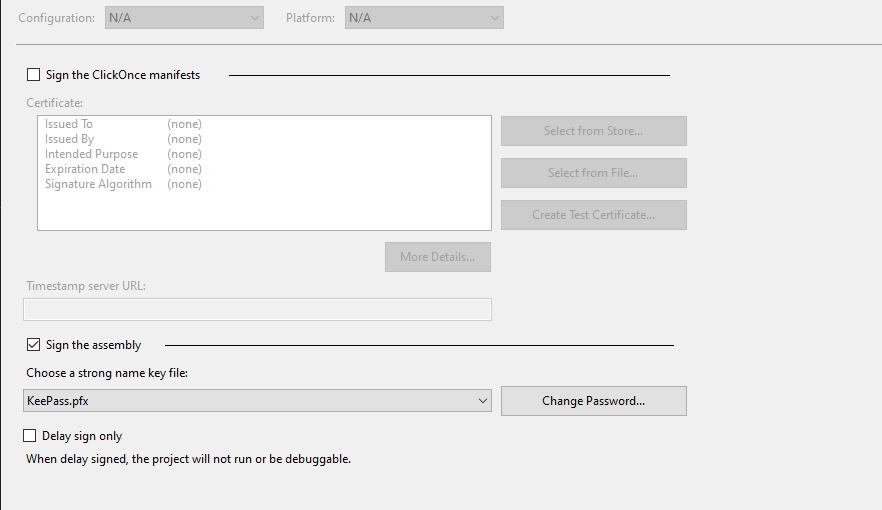 Configuration: N/A Platform: N/A
Sign the ClickOnce manifests
Certificate:
Issued To (none)
Issued By (none)
Intended Purpose (none)
Expiration Date (none)
Signature Algorithm (none)
Select from Store...
Select from File...
Create Test Certificate...
More Details...
Timestamp server URL:
Sign the assembly
Choose a strong name key file:
KeePass.pfx
Change Password...
Delay sign only
When delay signed, the project will not run or be debuggable.